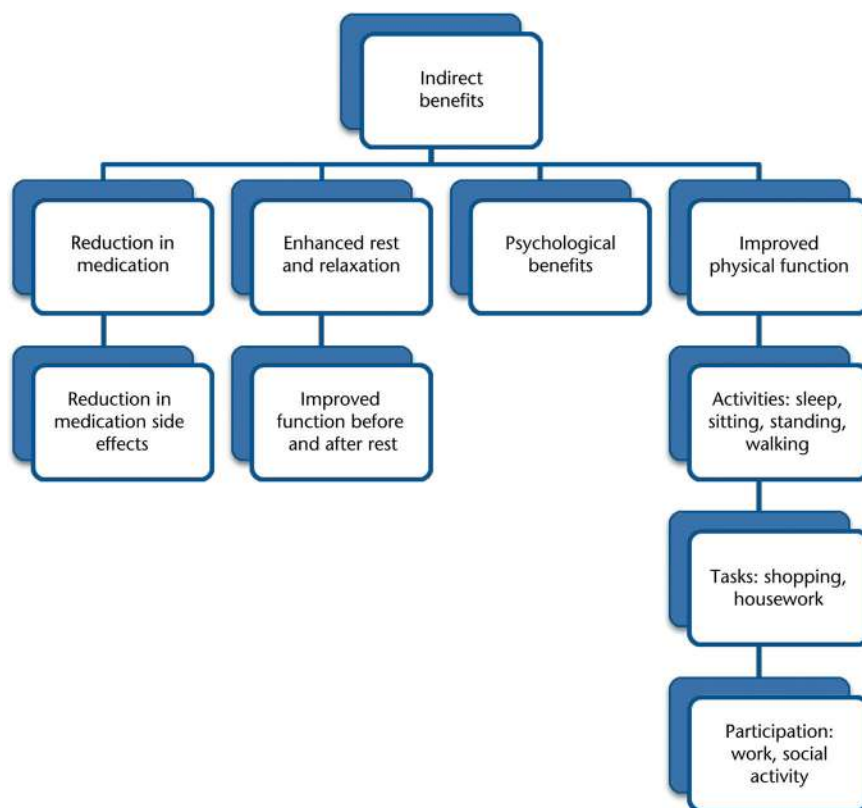 Indirect
benefits
Reduction in
medication
Enhanced rest
and relaxation
Psychological
benefits
Improved
physical function
Reduction in
medication side
effects
Improved
function before
and after rest
Activities: sleep,
sitting, standing,
walking
Tasks: shopping,
housework
Participation:
work, social
activity